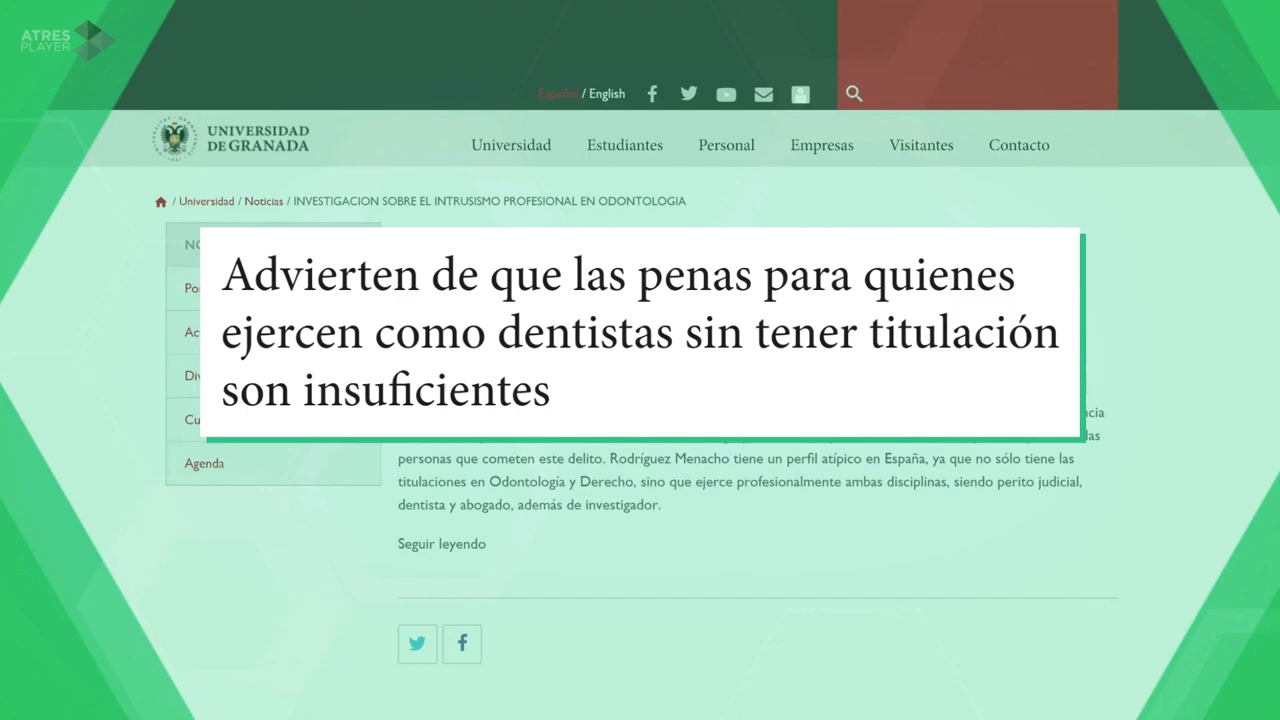 ATRES
PLAYER
Español / English
UNIVERSIDAD
DE GRANADA
Universidad Estudiantes Personal Empresas Visitantes Contacto
/ Universidad / Noticias / INVESTIGACION SOBRE EL INTRUSISMO PROFESIONAL EN ODONTOLOGIA
Advierten de que las penas para quienes
ejercen como dentistas sin tener titulación
son insuficientes
las
personas que cometen este delito. Rodríguez Menacho tiene un perfil atípico en España, ya que no sólo tiene las
titulaciones en Odontología y Derecho, sino que ejerce profesionalmente ambas disciplinas, siendo perito judicial,
dentista y abogado, además de investigador.
Agenda
Seguir leyendo